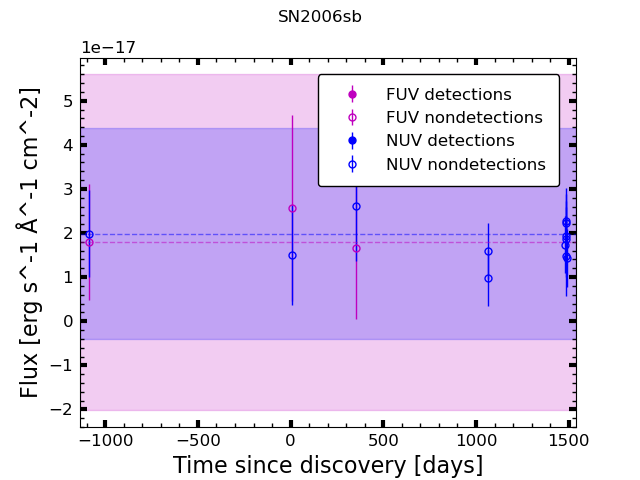 SN2006sb
1e−17
FUV detections
FUV nondetections
NUV detections
NUV nondetections
5
4
3
2
1
0
−1
−2
Flux [erg s^-1 Å^-1 cm^-2]
−1000 −500 0 500 1000 1500
Time since discovery [days]